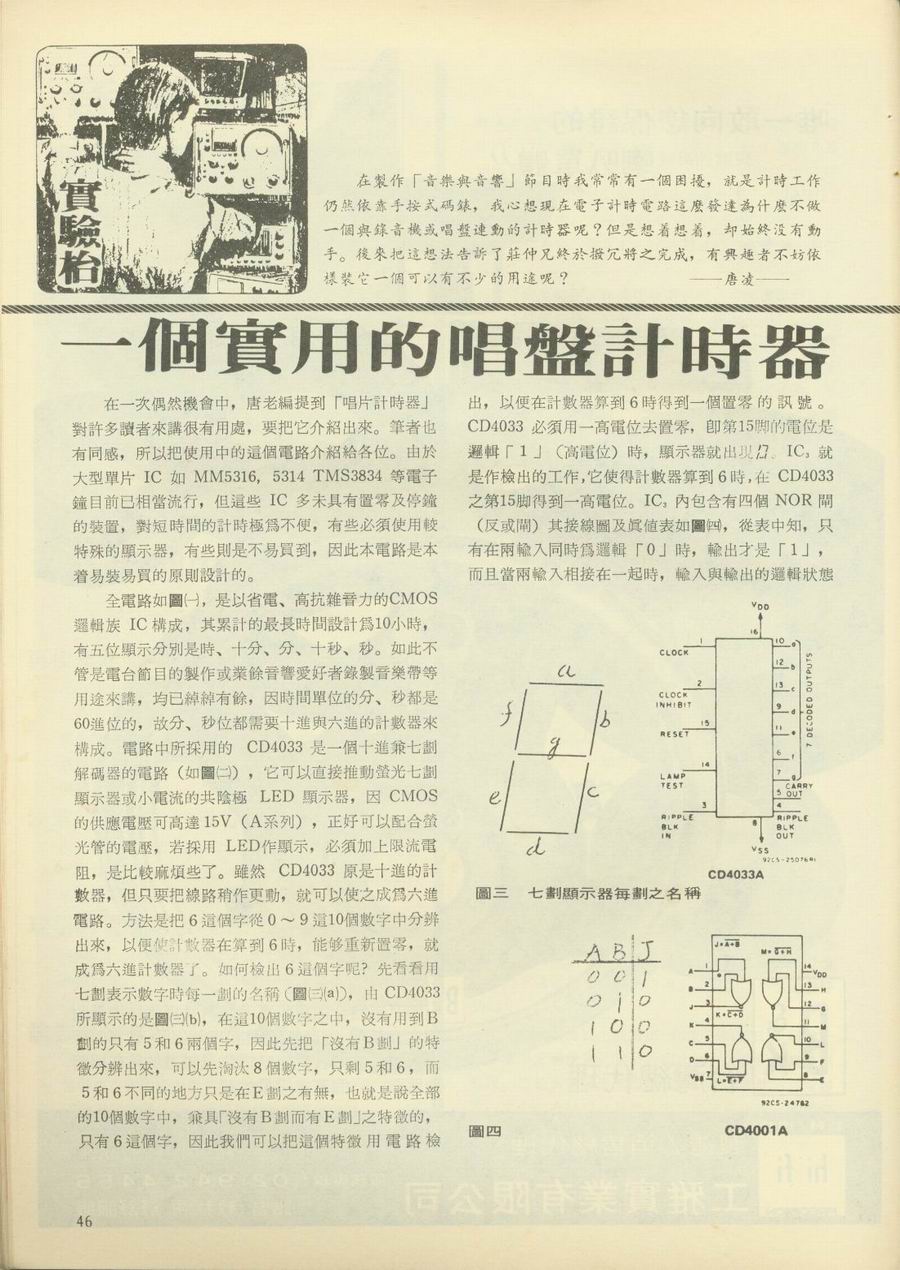 實驗枱
在製作「音樂與音響」節目時我常常有一個困擾，就是計時工作
仍然依靠手按式碼錶，我心想現在電子計時電路這麼發達為什麼不做
一個與錄音機或唱盤連動的計時器呢？但是想着想着，却始終沒有動
手。後來把這想法告訴了莊仲兄終於撥冗將之完成，有興趣者不妨依
樣裝它一個可以有不少的用途呢？ ——唐凌——
一個實用的唱盤計時器
在一次偶然機會中，唐老編提到「唱片計時器」
對許多讀者來講很有用處，要把它介紹出來。筆者也
有同感，所以把使用中的這個電路介紹給各位。由於
大型單片 IC 如 MM5316, 5314 TMS3834 等電子
鐘目前已相當流行，但這些 IC 多未具有置零及停鐘
的裝置，對短時間的計時極爲不便，有些必須使用較
特殊的顯示器，有些則是不易買到，因此本電路是本
着易裝易買的原則設計的。
全電路如圖㈠，是以省電、高抗雜音力的CMOS
邏輯族 IC 構成，其累計的最長時間設計爲10小時，
有五位顯示分別是時、十分、分、十秒、秒。如此不
管是電台節目的製作或業餘音響愛好者錄製音樂帶等
用途來講，均已綽綽有餘，因時間單位的分、秒都是
60進位的，故分、秒位都需要十進與六進的計數器來
構成。電路中所採用的 CD4033 是一個十進兼七劃
解碼器的電路（如圖㈡），它可以直接推動螢光七劃
顯示器或小電流的共陰極 LED 顯示器，因 CMOS
的供應電壓可高達 15V（A系列），正好可以配合螢
光管的電壓，若採用 LED作顯示，必須加上限流電
阻，是比較麻煩些了。雖然 CD4033 原是十進的計
數器，但只要把線路稍作更動，就可以使之成爲六進
電路。方法是把 6 這個字從 0 ～ 9 這10個數字中分辨
出來，以便使計數器在算到 6 時，能够重新置零，就
成爲六進計數器了。如何檢出 6 這個字呢？先看看用
七劃表示數字時每一劃的名稱（圖㈢(a)），由 CD4033
所顯示的是圖㈢(b)，在這10個數字之中，沒有用到 B
劃的只有 5 和 6 兩個字，因此先把「沒有 B 劃」的特
徵分辨出來，可以先淘汰 8 個數字，只剩 5 和 6 ，而
5 和 6 不同的地方只是在 E 劃之有無，也就是說全部
的10個數字中，兼具「沒有B劃而有E劃」之特徵的，
只有 6 這個字，因此我們可以把這個特徵用電路檢
出，以便在計數器算到 6 時得到一個置零的訊號。
CD4033 必須用一高電位去置零，卽第15脚的電位是
邏輯「 1 」（高電位）時，顯示器就出現 。IC₃ 就
是作檢出的工作，它使得計數器算到 6 時，在 CD4033
之第15脚得到一高電位。IC₃ 內包含有四個 NOR 閘
（反或閘）其接線圖及眞值表如圖㈣，從表中知，只
有在兩輸入同時爲邏輯「 0 」時，輸出才是「 1 」，
而且當兩輸入相接在一起時，輸入與輸出的邏輯狀態
a
f b
g
e c
d
VDD
16
CLOCK 1
CLOCK INHIBIT 2
RESET 15
LAMP TEST 14
RIPPLE BLK IN 3
10 a
12 b
13 c
9 d
11 e
6 f
7 g
7 DECODED OUTPUTS
5 CARRY OUT
4 RIPPLE BLK OUT
8
VSS
92CS-25076R1
CD4033A
圖三 七劃顯示器每劃之名稱
A B J
0 0 1
0 1 0
1 0 0
1 1 0
J=A+B
M=G+H
K=C+D
L=E+F
A 1
B 2
J 3
K 4
C 5
D 6
VSS 7
14 VDD
13 H
12 G
11 M
10 L
9 F
8 E
92CS-24762
圖四
CD4001A
46